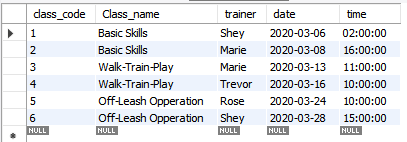 class_code Class_name trainer date time
1 Basic Skills Shey 2020-03-06 02:00:00
2 Basic Skills Marie 2020-03-08 16:00:00
3 Walk-Train-Play Marie 2020-03-13 11:00:00
4 Walk-Train-Play Trevor 2020-03-16 10:00:00
5 Off-Leash Opperation Rose 2020-03-24 10:00:00
6 Off-Leash Opperation Shey 2020-03-28 15:00:00
NULL NULL NULL NULL NULL